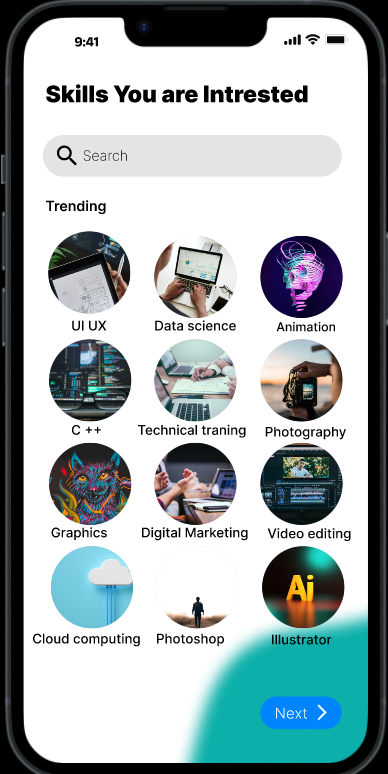 9:41
Skills You are Intrested
Search
Trending
UI UX
Data science
Animation
C ++
Technical traning
Photography
Graphics
Digital Marketing
Video editing
Ai
Cloud computing
Photoshop
Illustrator
Next